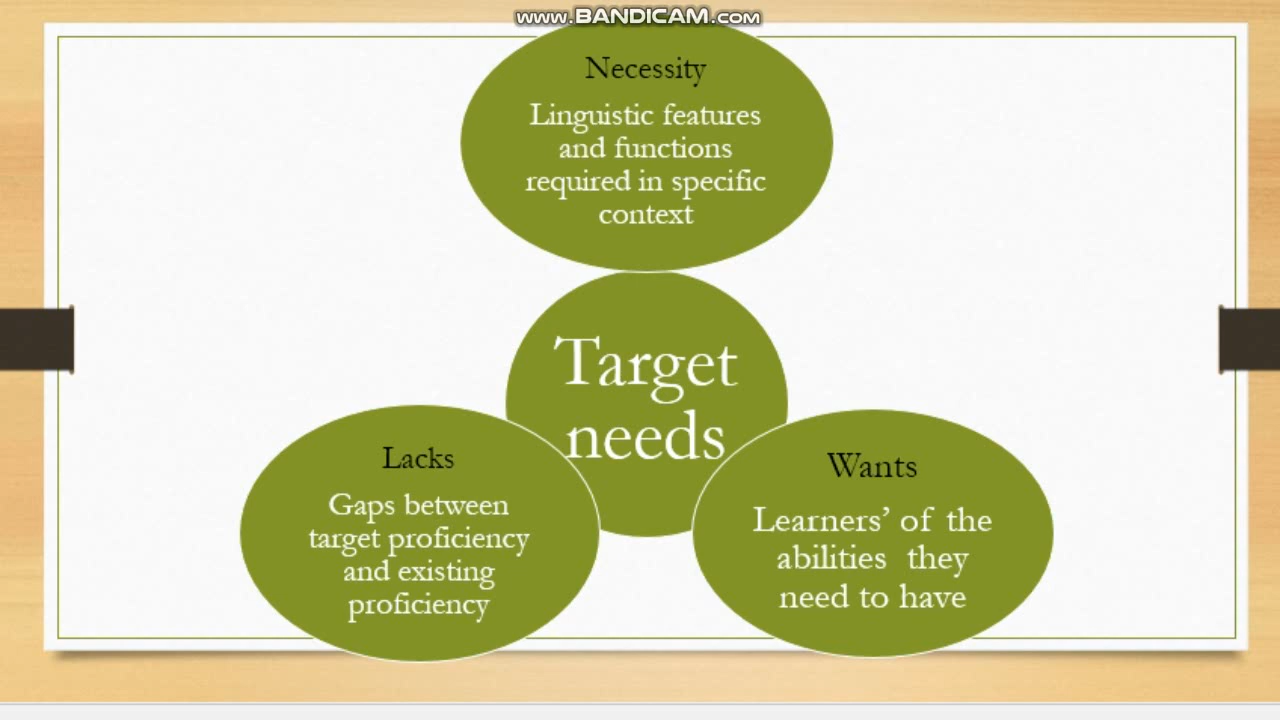 www.BANDICAM.com
Necessity
Linguistic features
and functions
required in specific
context
Target
needs
Lacks
Gaps between
target proficiency
and existing
proficiency
Wants
Learners’ of the
abilities they
need to have